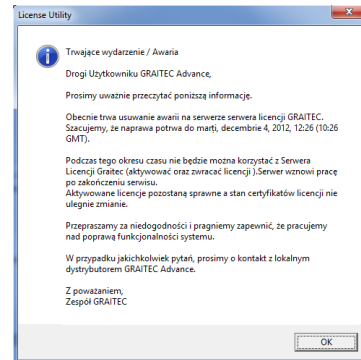 License Utility
Trwające wydarzenie / Awaria
Drogi Użytkowniku GRAITEC Advance,
Prosimy uważnie przeczytać poniższą informację.
Obecnie trwa usuwanie awarii na serwerze serwera licencji GRAITEC.
Szacujemy, że naprawa potrwa do marți, decembrie 4, 2012, 12:26 (10:26
GMT).
Podczas tego okresu czasu nie będzie można korzystać z Serwera
Licencji Graitec (aktywować oraz zwracać licencji ).Serwer wznowi pracę
po zakończeniu serwisu.
Aktywowane licencje pozostaną sprawne a stan certyfikatów licencji nie
ulegnie zmianie.
Przepraszamy za niedogodności i pragniemy zapewnić, że pracujemy
nad poprawą funkcjonalności systemu.
W przypadku jakichkolwiek pytań, prosimy o kontakt z lokalnym
dystrybutorem GRAITEC Advance.
Z poważaniem,
Zespół GRAITEC
OK